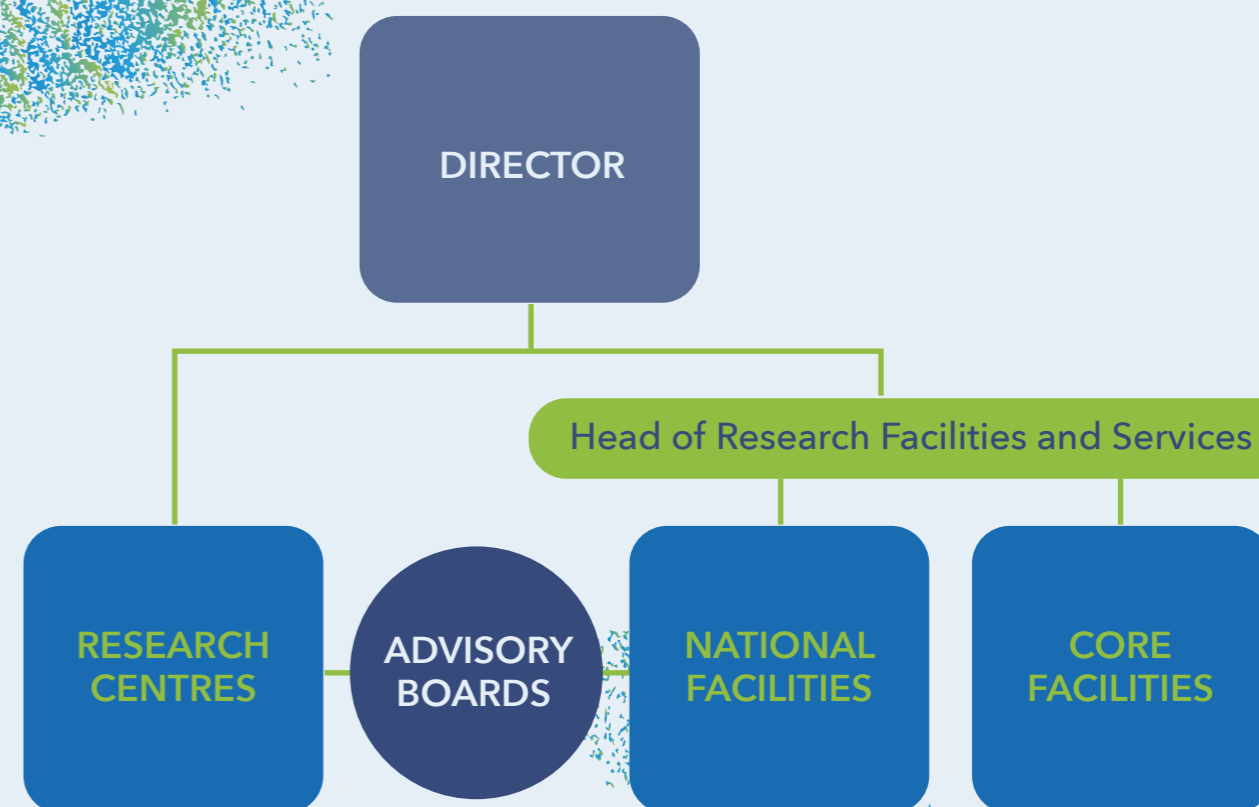 DIRECTOR
Head of Research Facilities and Services
RESEARCH
CENTRES
ADVISORY
BOARDS
NATIONAL
FACILITIES
CORE
FACILITIES